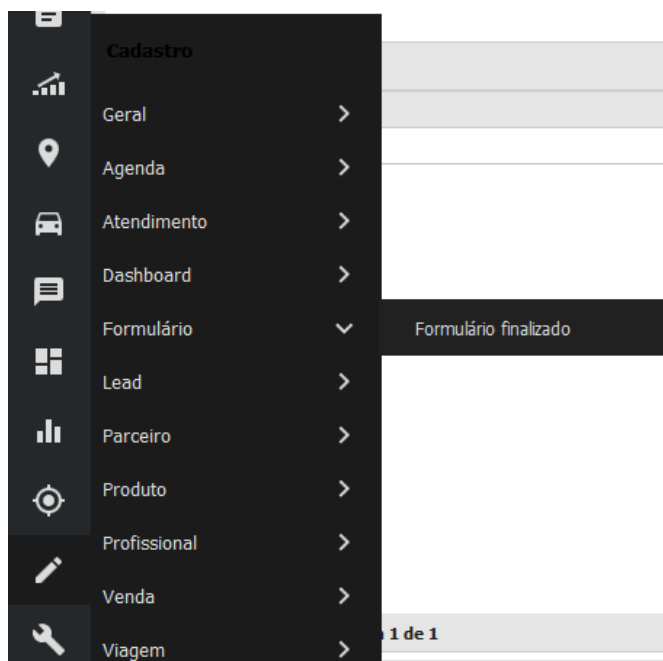 Cadastro
Geral
Agenda
Atendimento
Dashboard
Formulário
Formulário finalizado
Lead
Parceiro
Produto
Profissional
Venda
1 de 1
Viagem